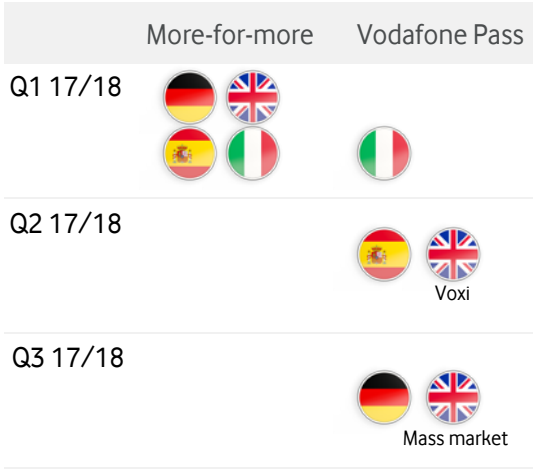 More-for-more Vodafone Pass
Q1 17/18
Q2 17/18
Voxi
Q3 17/18
Mass market